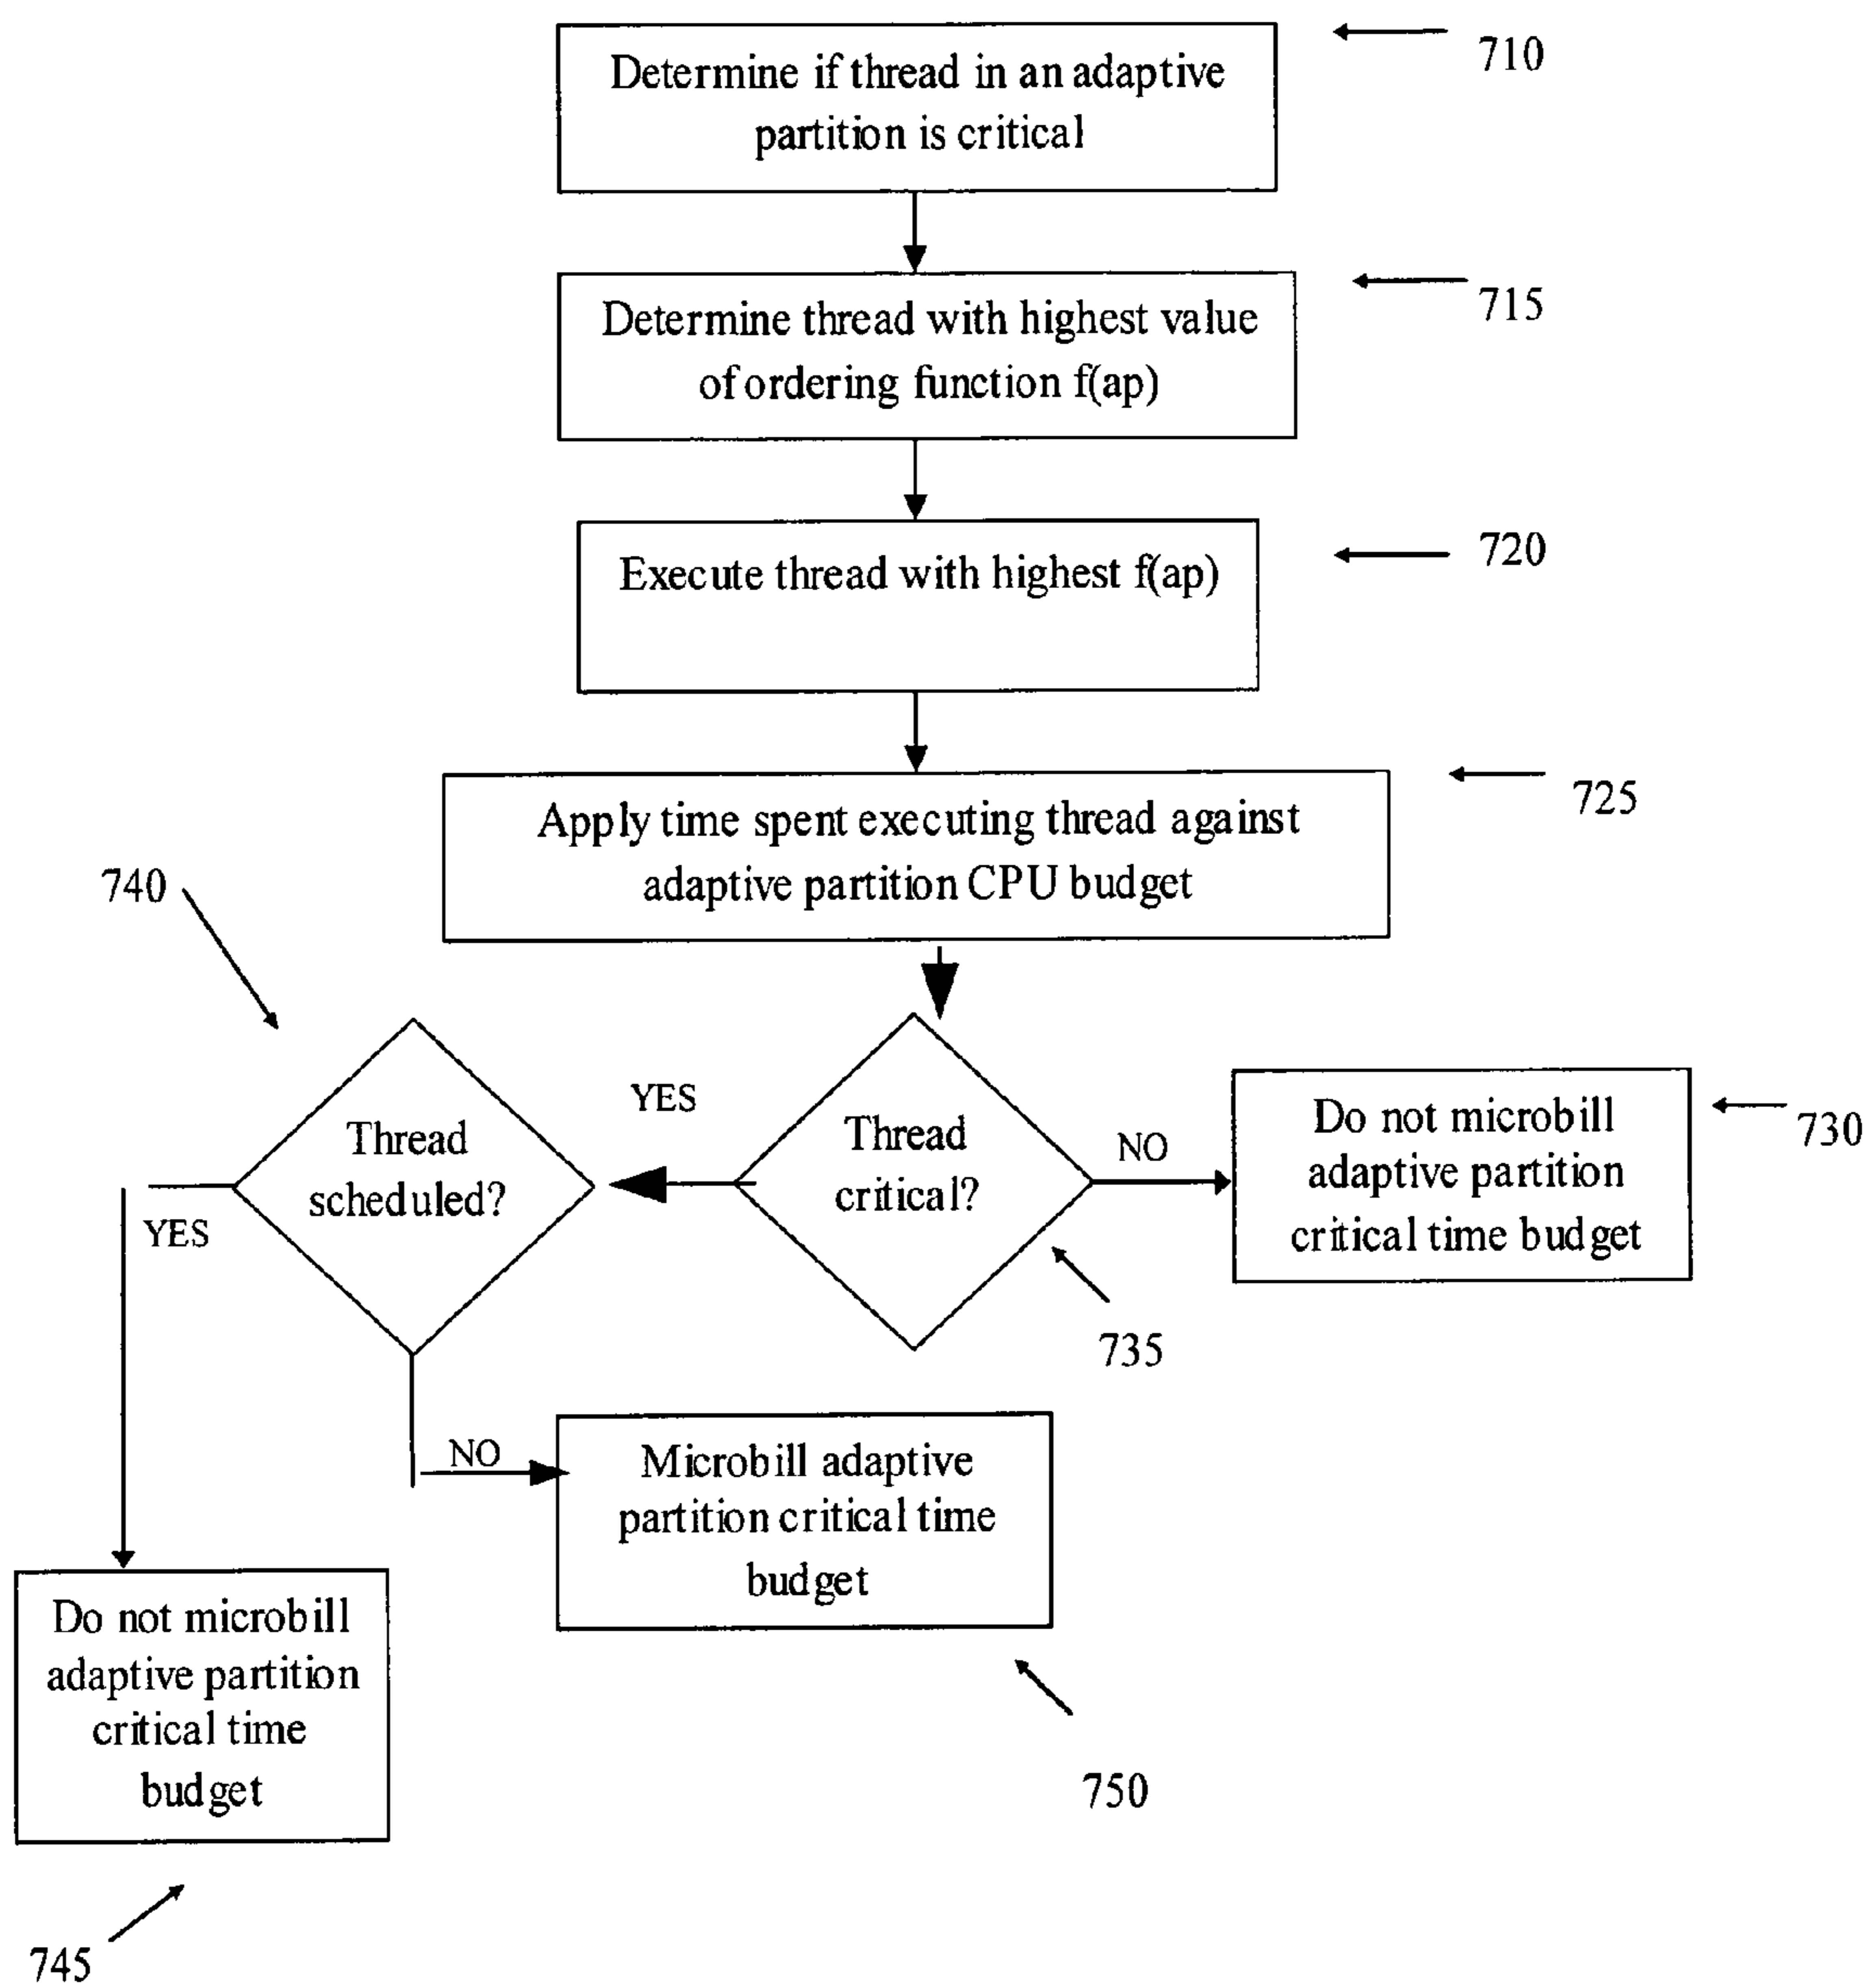 Determine if thread in an adaptive
partition is critical
710
Determine thread with highest value
of ordering function f(ap)
715
Execute thread with highest f(ap)
720
Apply time spent executing thread against
adaptive partition CPU budget
725
740
Thread
scheduled?
YES
Thread
critical?
NO
Do not microbill
adaptive partition
critical time budget
730
YES
735
NO
Microbill adaptive
partition critical time
budget
750
Do not microbill
adaptive partition
critical time
budget
745